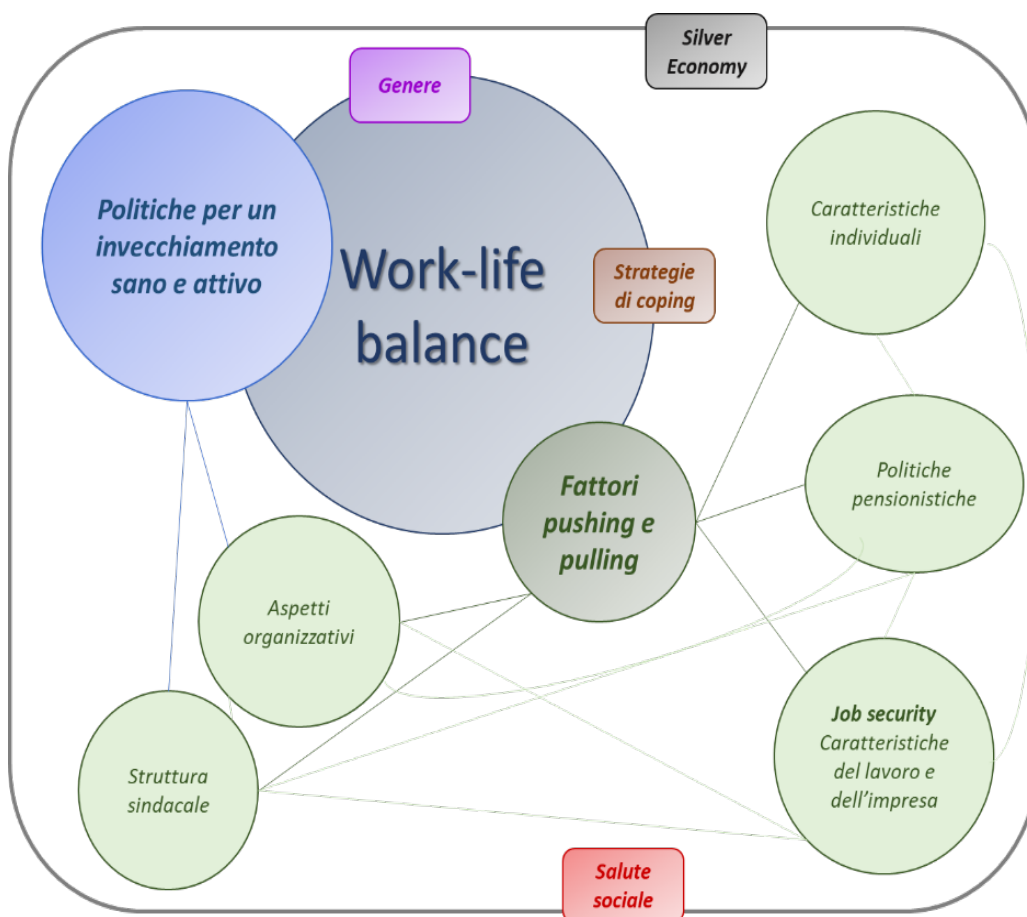 Silver
Economy
Genere
Politiche per un
invecchiamento
sano e attivo
Work-life
balance
Strategie
di coping
Caratteristiche
individuali
Fattori
pushing e
pulling
Politiche
pensionistiche
Aspetti
organizzativi
Struttura
sindacale
Job security
Caratteristiche
del lavoro e
dell'impresa
Salute
sociale